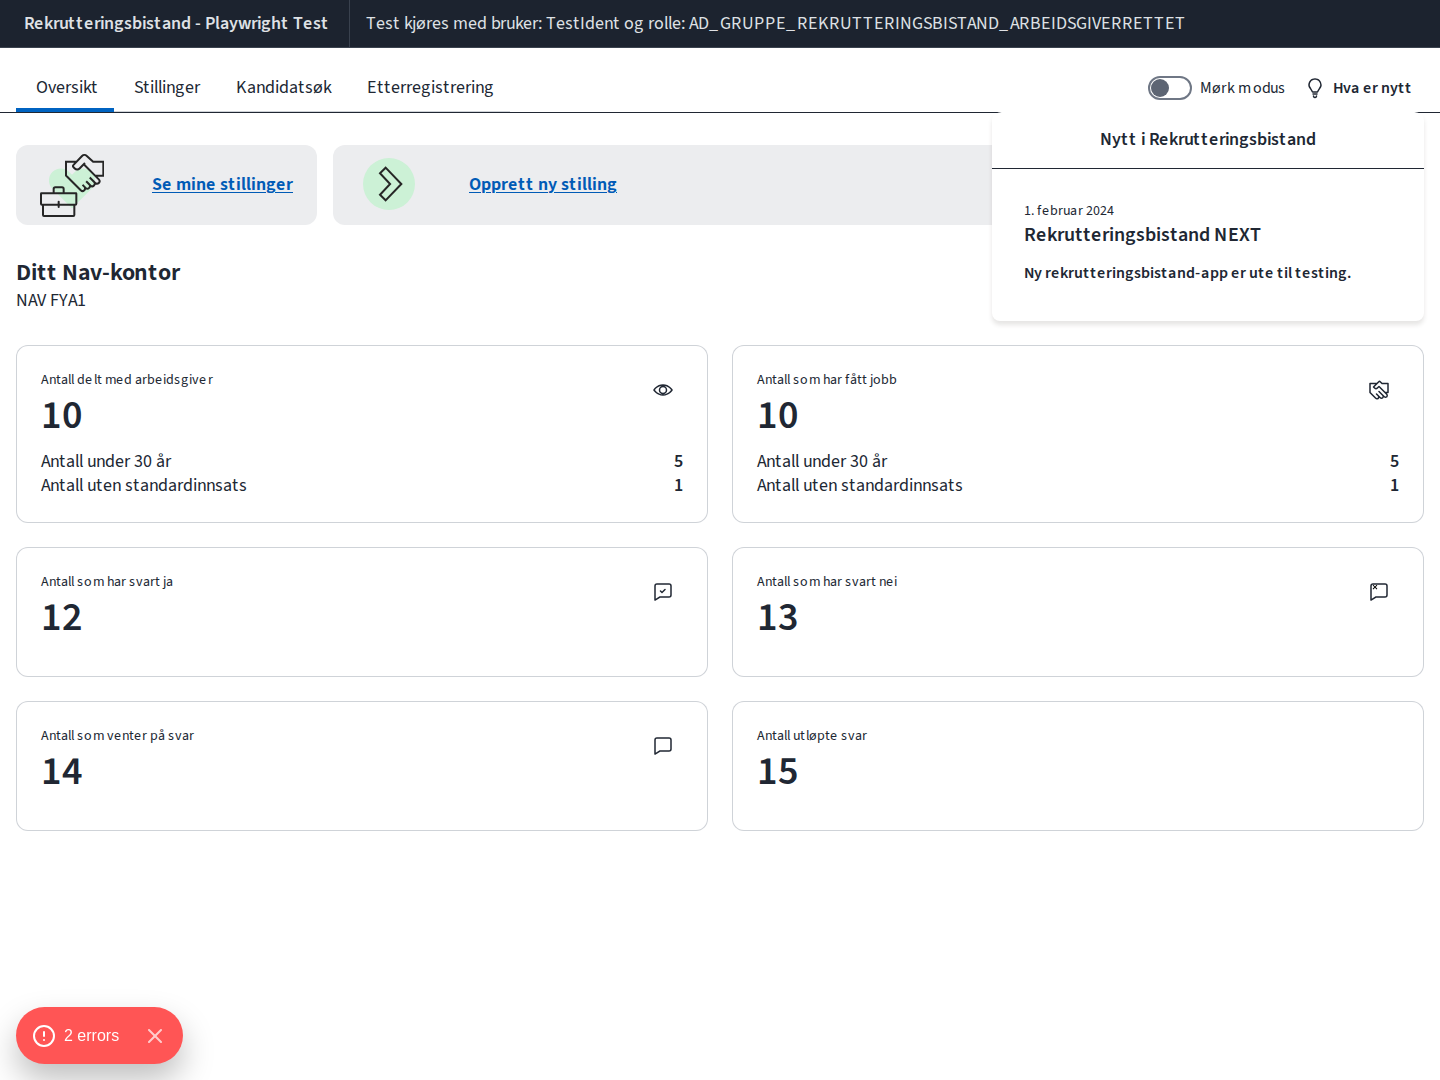 Rekrutteringsbistand - Playwright Test
Test kjøres med bruker: TestIdent og rolle: AD_GRUPPE_REKRUTTERINGSBISTAND_ARBEIDSGIVERRETTET
Oversikt
Stillinger
Kandidatsøk
Etterregistrering
Mørk modus
Hva er nytt
Nytt i Rekrutteringsbistand
1. februar 2024
Rekrutteringsbistand NEXT
Ny rekrutteringsbistand-app er ute til testing.
Se mine stillinger
Opprett ny stilling
Ditt Nav-kontor
NAV FYA1
Antall delt med arbeidsgiver
10
Antall under 30 år 5
Antall uten standardinnsats 1
Antall som har fått jobb
10
Antall under 30 år 5
Antall uten standardinnsats 1
Antall som har svart ja
12
Antall som har svart nei
13
Antall som venter på svar
14
Antall utløpte svar
15
2 errors